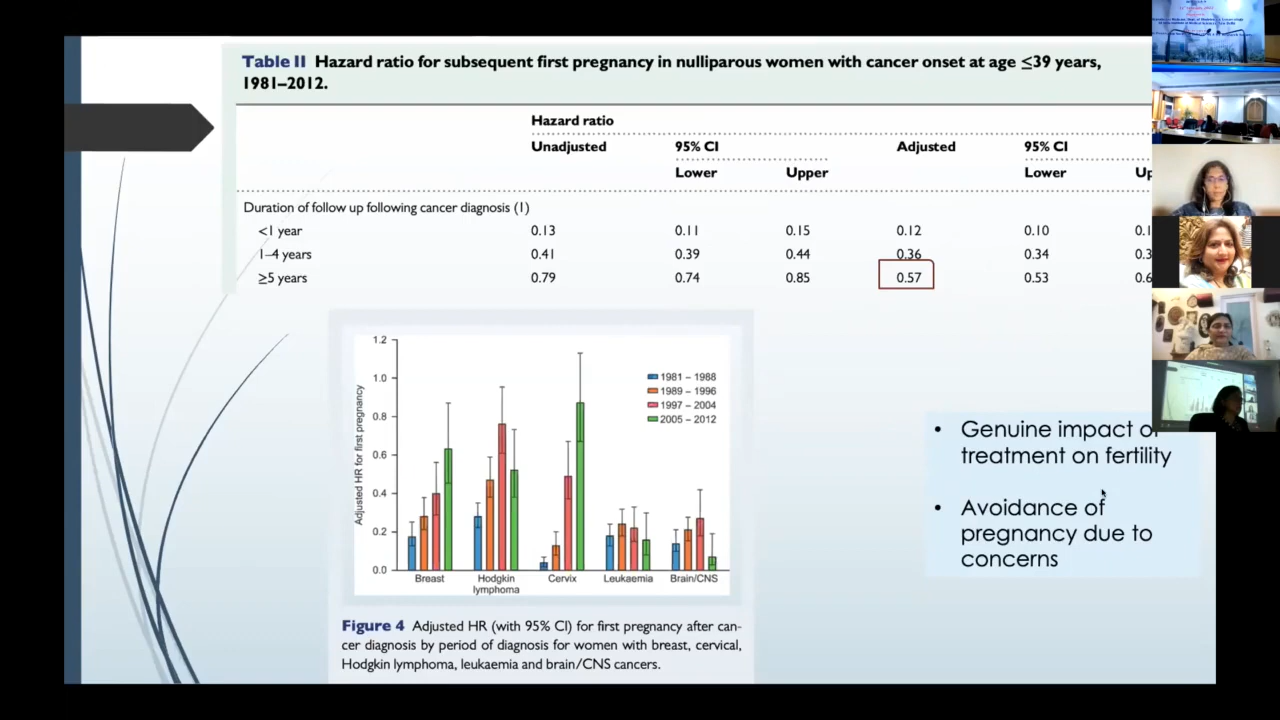 Table II Hazard ratio for subsequent first pregnancy in nulliparous women with cancer onset at age ≤39 years,
1981–2012.
Hazard ratio
Unadjusted 95% CI Adjusted 95% CI
Lower Upper Lower Up
Duration of follow up following cancer diagnosis (1)
<1 year 0.13 0.11 0.15 0.12 0.10 0.1
1–4 years 0.41 0.39 0.44 0.36 0.34 0.3
≥5 years 0.79 0.74 0.85 0.57 0.53 0.6
Adjusted HR for first pregnancy
1.2
1.0
0.8
0.6
0.4
0.2
0.0
1981 – 1988
1989 – 1996
1997 – 2004
2005 – 2012
Breast Hodgkin lymphoma Cervix Leukaemia Brain/CNS
Figure 4 Adjusted HR (with 95% CI) for first pregnancy after can-
cer diagnosis by period of diagnosis for women with breast, cervical,
Hodgkin lymphoma, leukaemia and brain/CNS cancers.
• Genuine impact of
treatment on fertility
• Avoidance of
pregnancy due to
concerns